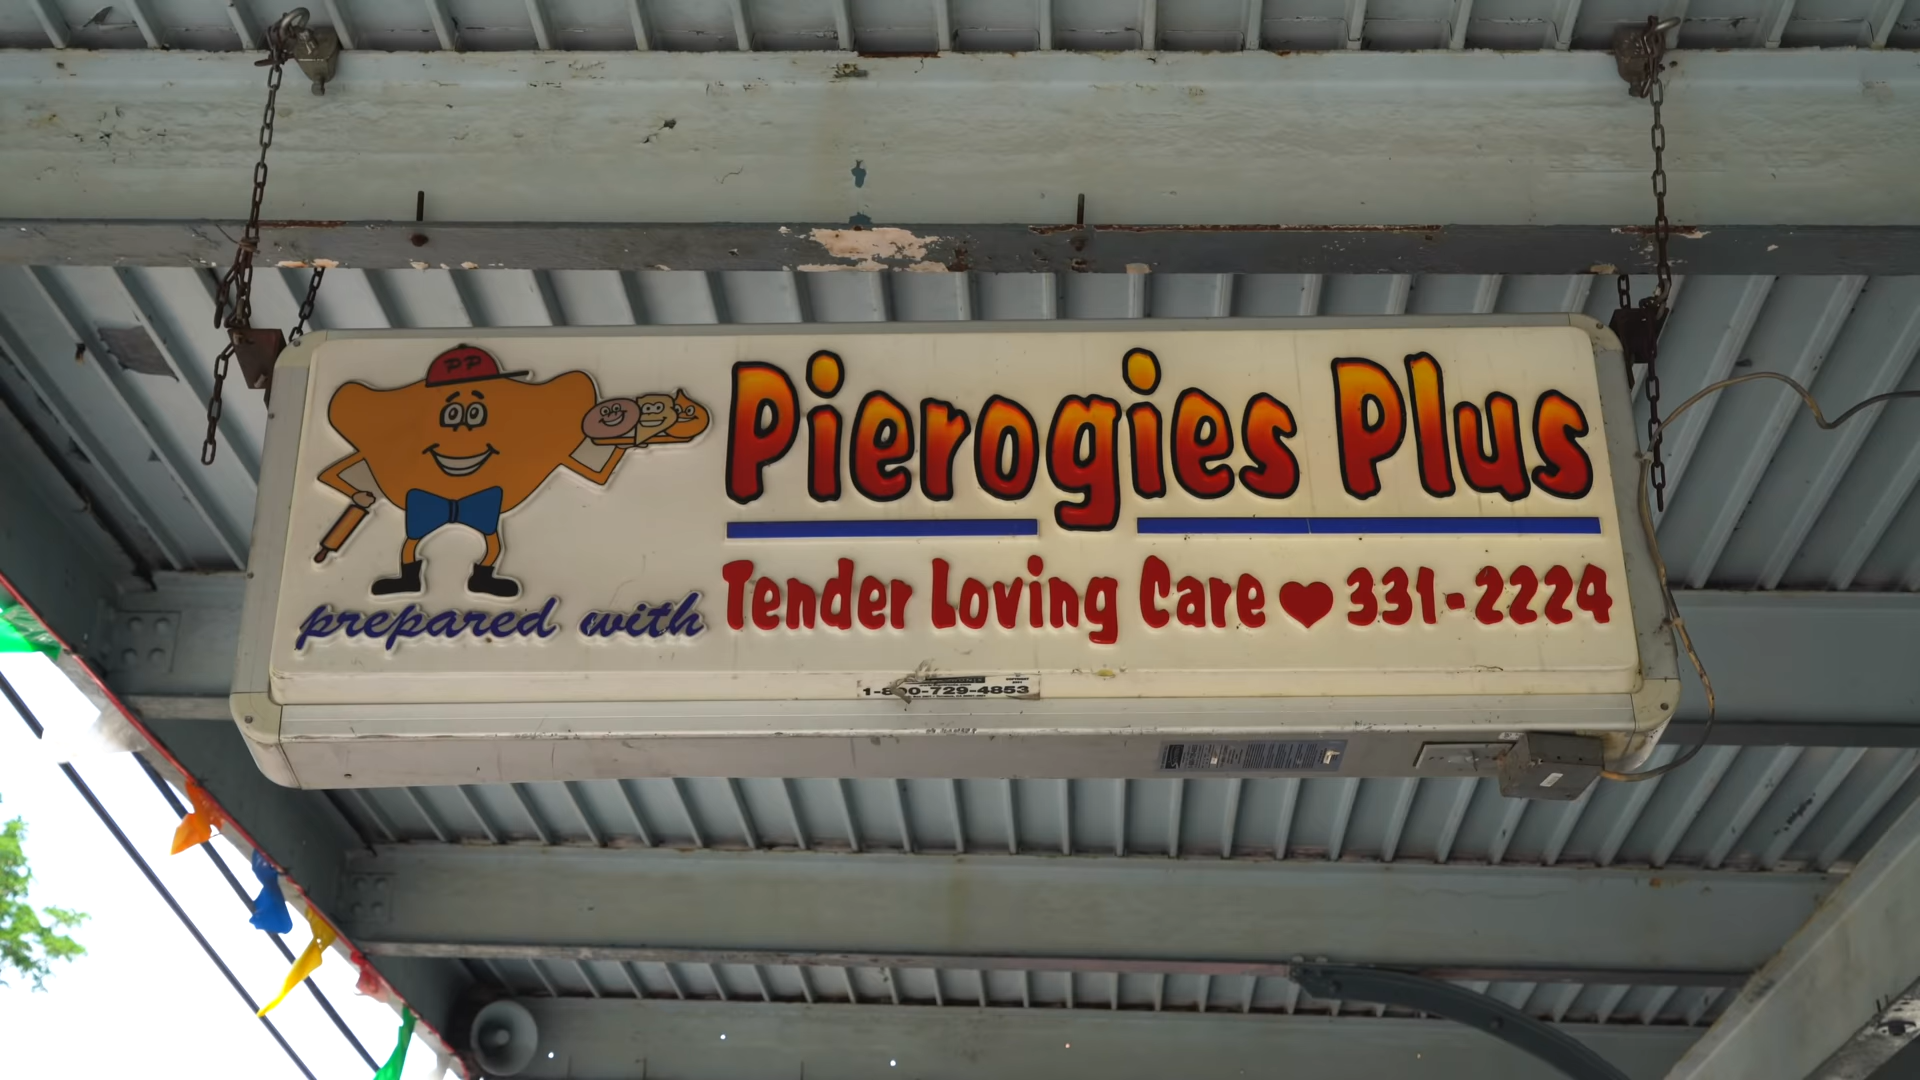 PP
Pierogies Plus
prepared with Tender Loving Care ♥ 331-2224
1-800-729-4853